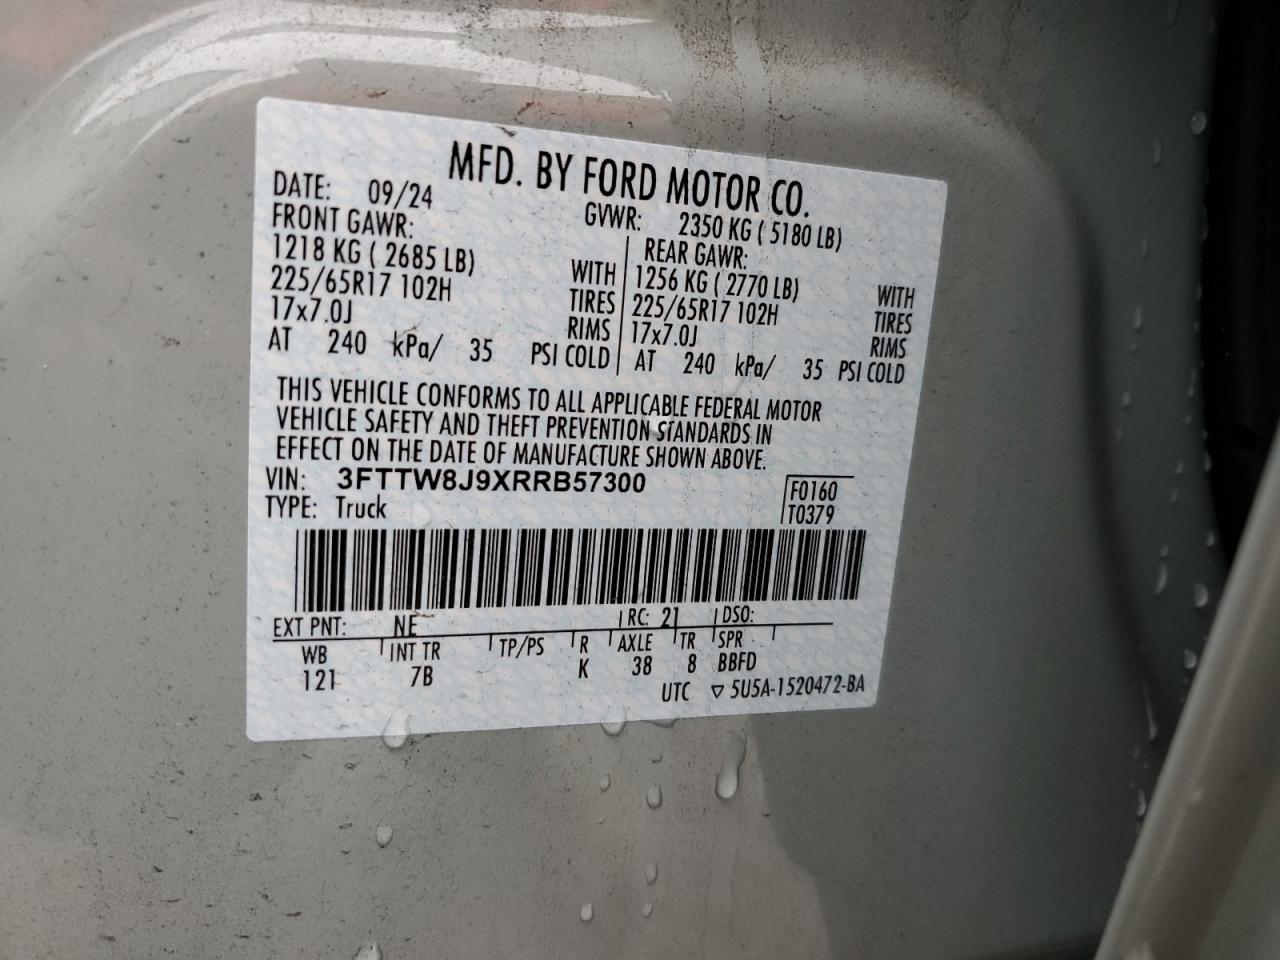 MFD. BY FORD MOTOR CO.
DATE: 09/24 GVWR: 2350 KG ( 5180 LB)
FRONT GAWR: REAR GAWR:
1218 KG ( 2685 LB) WITH 1256 KG ( 2770 LB) WITH
225/65R17 102H TIRES 225/65R17 102H TIRES
17x7.0J RIMS 17x7.0J RIMS
AT 240 kPa/ 35 PSI COLD AT 240 kPa/ 35 PSI COLD
THIS VEHICLE CONFORMS TO ALL APPLICABLE FEDERAL MOTOR
VEHICLE SAFETY AND THEFT PREVENTION STANDARDS IN
EFFECT ON THE DATE OF MANUFACTURE SHOWN ABOVE.
VIN: 3FTTW8J9XRRB57300 F0160
TYPE: Truck T0379
EXT PNT: NE RC: 21 DSO:
WB INT TR TP/PS R AXLE TR SPR
121 7B K 38 8 BBFD
UTC ▽ 5U5A-1520472-BA